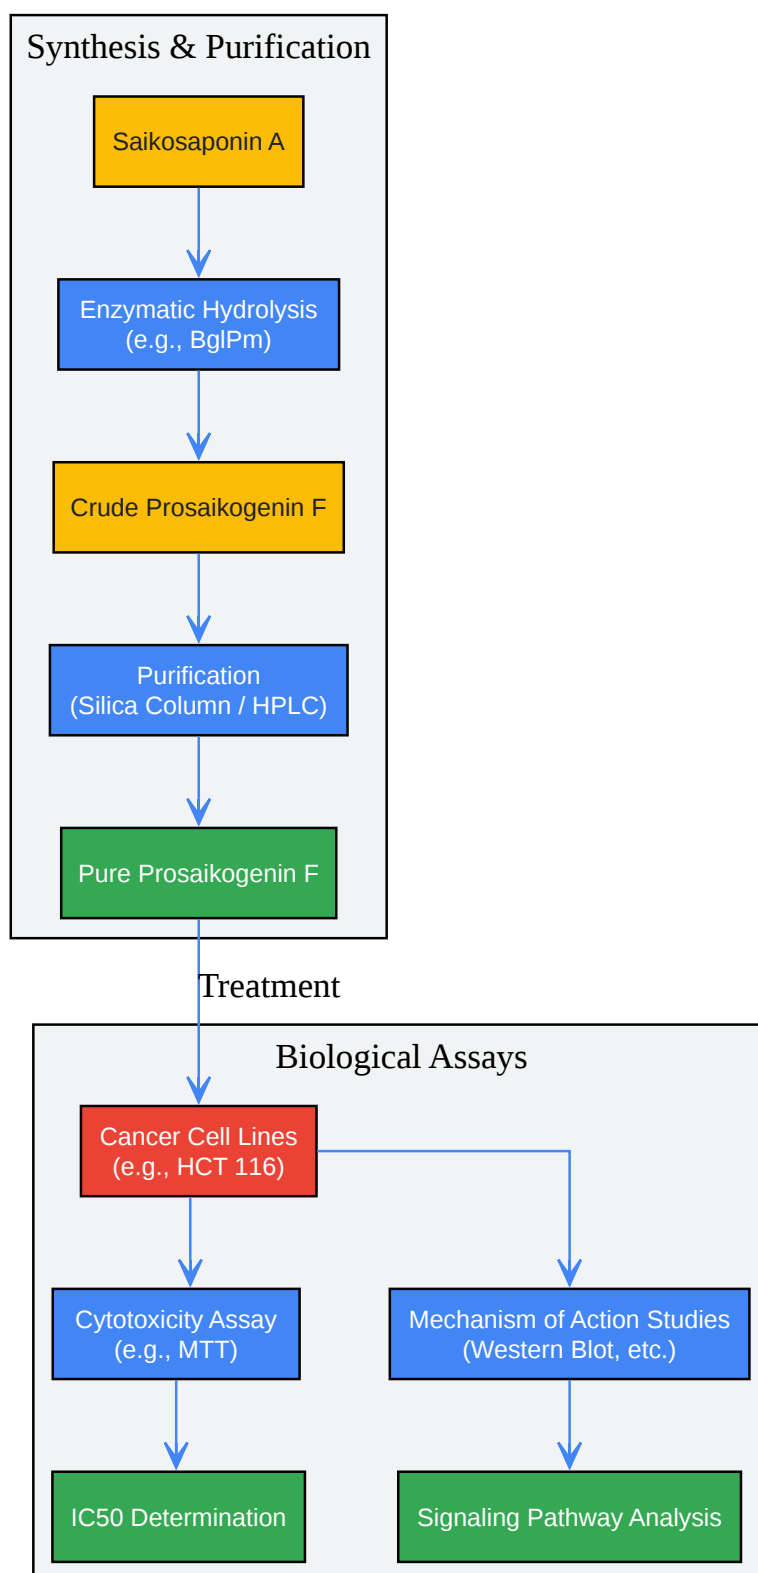 Synthesis & Purification
Saikosaponin A
Enzymatic Hydrolysis
(e.g., BglPm)
Crude Prosaikogenin F
Purification
(Silica Column / HPLC)
Pure Prosaikogenin F
Treatment
Biological Assays
Cancer Cell Lines
(e.g., HCT 116)
Cytotoxicity Assay
(e.g., MTT)
Mechanism of Action Studies
(Western Blot, etc.)
IC50 Determination
Signaling Pathway Analysis